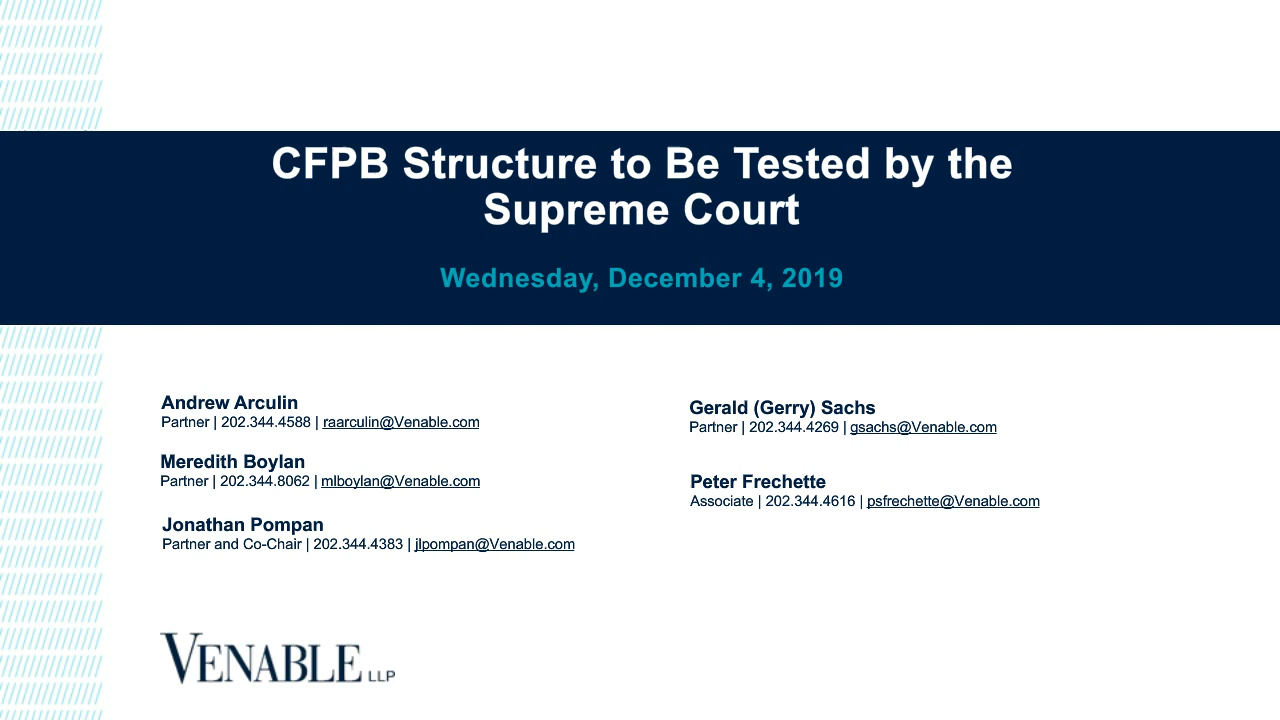 CFPB Structure to Be Tested by the
Supreme Court
Wednesday, December 4, 2019
Andrew Arculin
Partner | 202.344.4588 | raarculin@Venable.com
Meredith Boylan
Partner | 202.344.8062 | mlboylan@Venable.com
Jonathan Pompan
Partner and Co-Chair | 202.344.4383 | jlpompan@Venable.com
Gerald (Gerry) Sachs
Partner | 202.344.4269 | gsachs@Venable.com
Peter Frechette
Associate | 202.344.4616 | psfrechette@Venable.com
VENABLE LLP